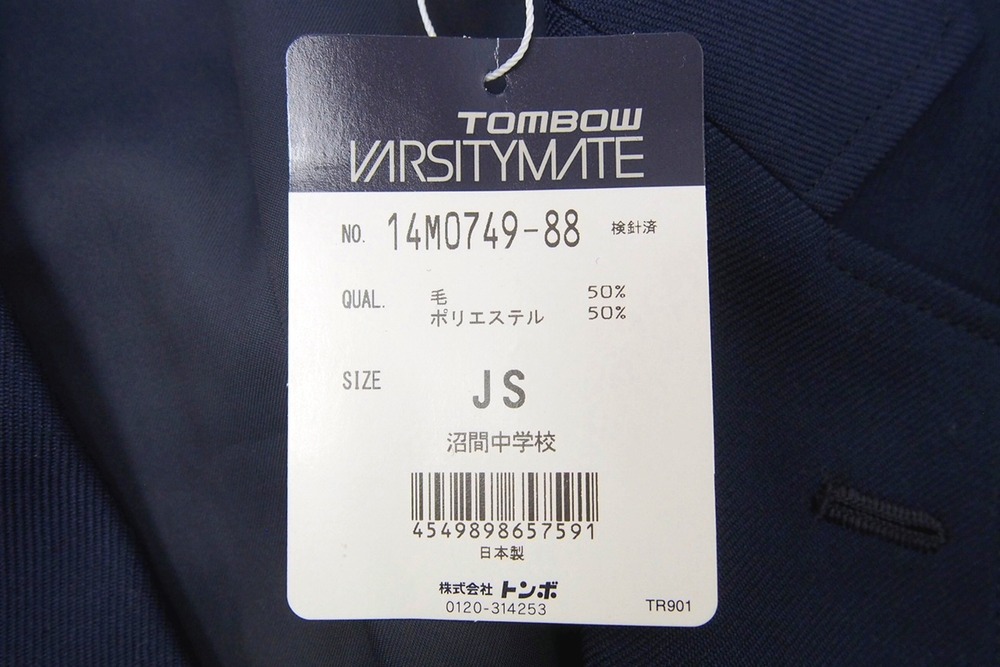 TOMBOW
VARSITYMATE
NO. 14M0749-88 検針済
QUAL. 毛 50%
ポリエステル 50%
SIZE JS
沼間中学校
4549898657591
日本製
株式会社 トンボ
0120-314253 TR901